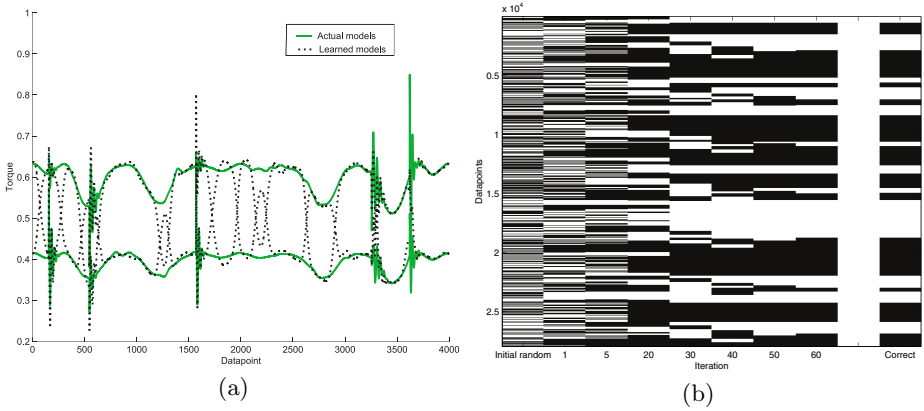 1
0.9
0.8
0.7
0.6
0.5
0.4
0.3
0.2
Torque
Actual models
Learned models
0
500
1000
1500
2000
2500
3000
3500
4000
Datapoint
(a)
x 10^4
0.5
1
1.5
2
2.5
Datapoints
Initial random
1
5
20
30
40
50
60
Correct
Iteration
(b)